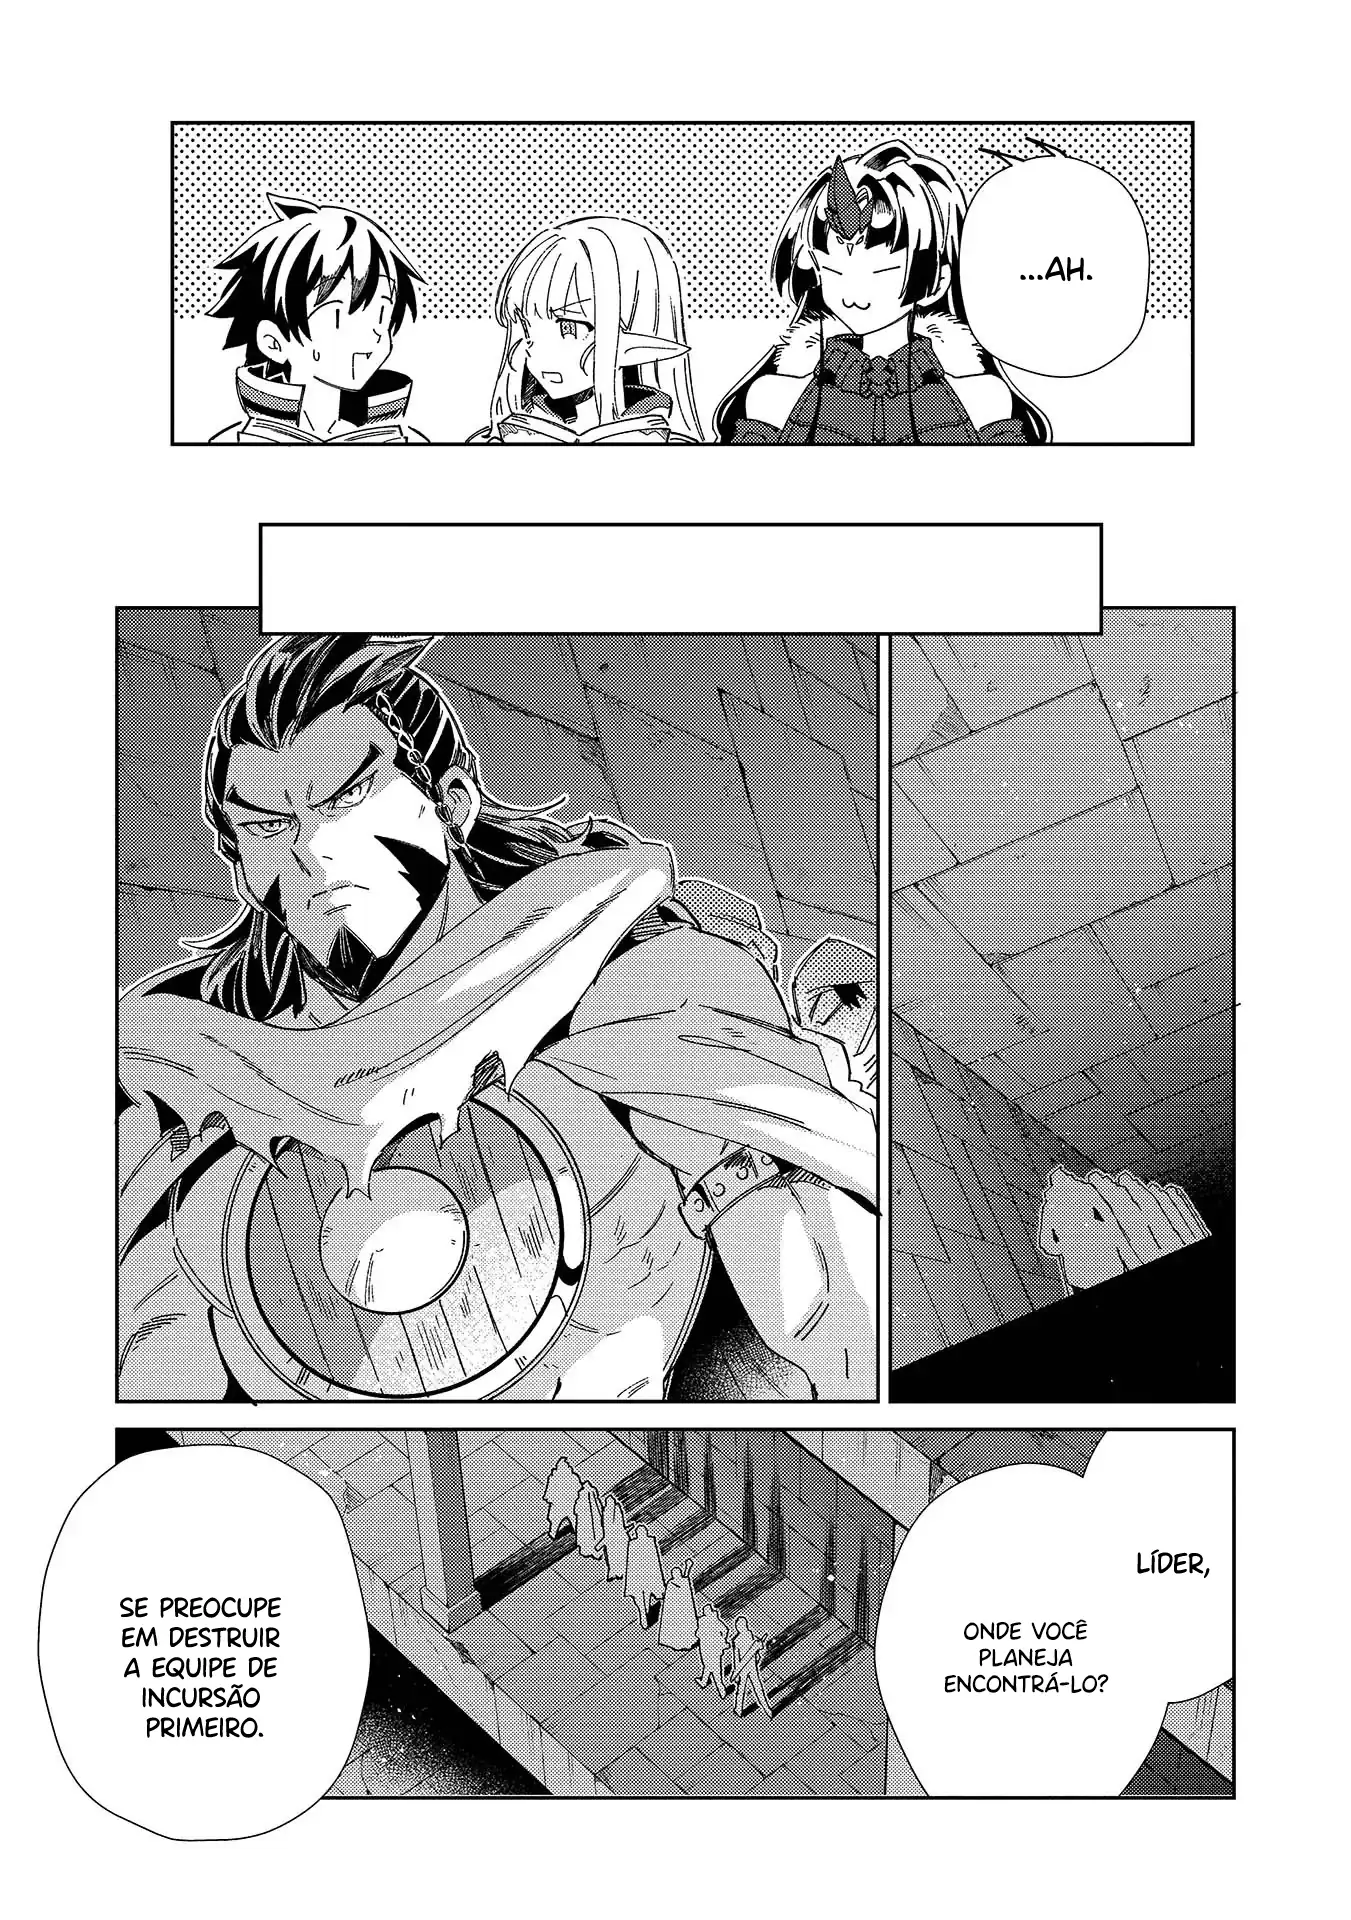 ...AH.
LÍDER,
ONDE VOCÊ
PLANEJA
ENCONTRÁ-LO?
SE PREOCUPE
EM DESTRUIR
A EQUIPE DE
INCURSÃO
PRIMEIRO.